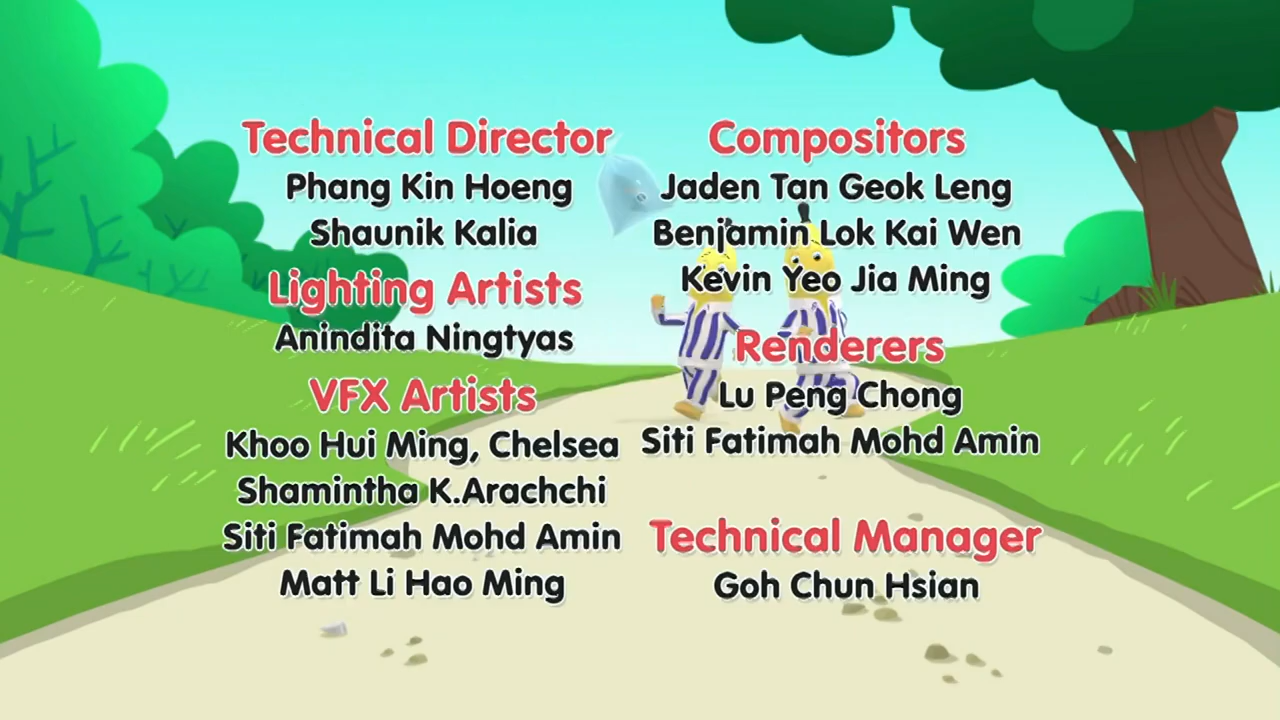 Technical Director
Phang Kin Hoeng
Shaunik Kalia
Lighting Artists
Anindita Ningtyas
VFX Artists
Khoo Hui Ming, Chelsea
Shamintha K.Arachchi
Siti Fatimah Mohd Amin
Matt Li Hao Ming
Compositors
Jaden Tan Geok Leng
Benjamin Lok Kai Wen
Kevin Yeo Jia Ming
Renderers
Lu Peng Chong
Siti Fatimah Mohd Amin
Technical Manager
Goh Chun Hsian